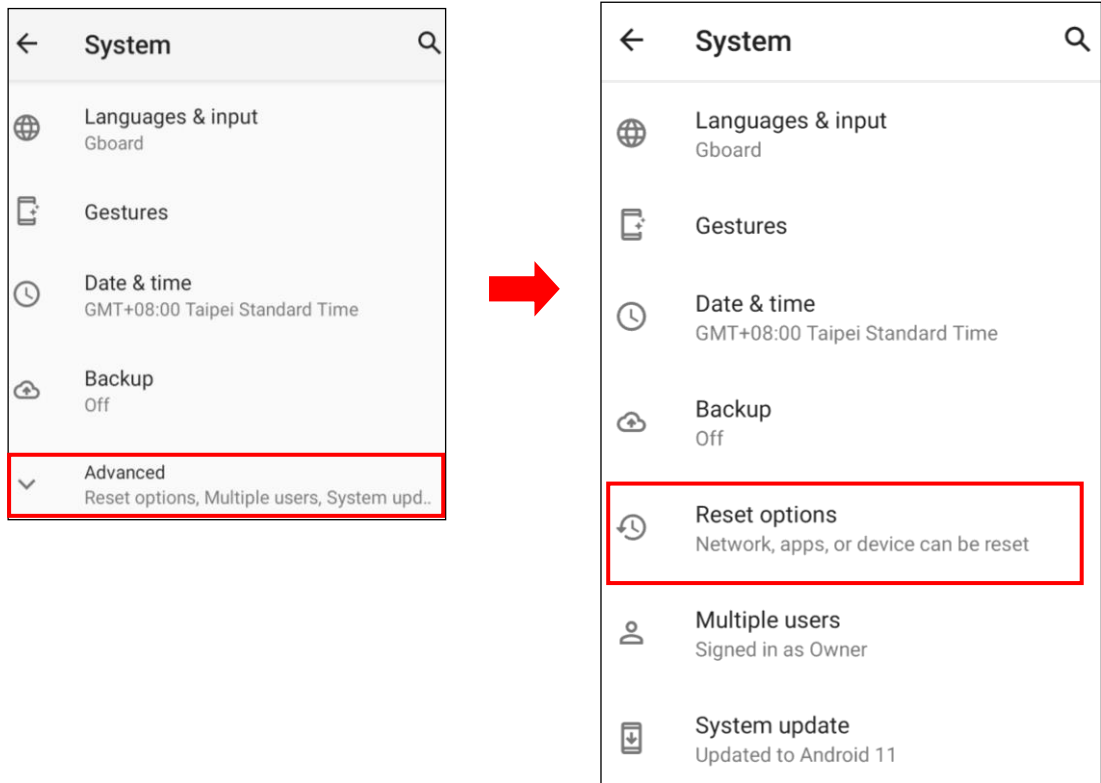 System
Languages & input
Gboard
Gestures
Date & time
GMT+08:00 Taipei Standard Time
Backup
Off
Advanced
Reset options, Multiple users, System upd..
System
Languages & input
Gboard
Gestures
Date & time
GMT+08:00 Taipei Standard Time
Backup
Off
Reset options
Network, apps, or device can be reset
Multiple users
Signed in as Owner
System update
Updated to Android 11